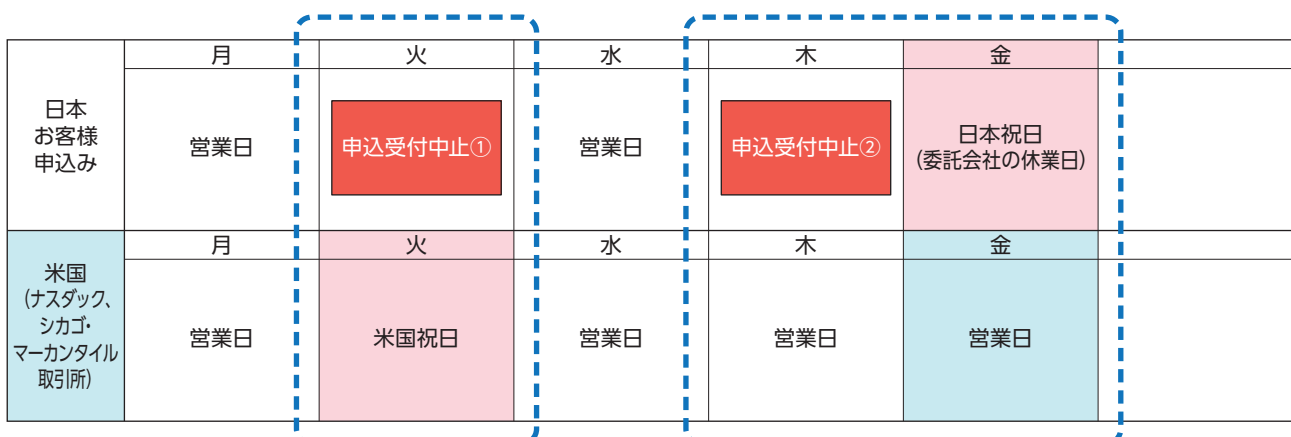 月 火 水 木 金
日本
お客様
申込み
営業日 申込受付中止① 営業日 申込受付中止② 日本祝日
(委託会社の休業日)
月 火 水 木 金
米国
(ナスダック、
シカゴ・
マーカンタイル
取引所)
営業日 米国祝日 営業日 営業日 営業日